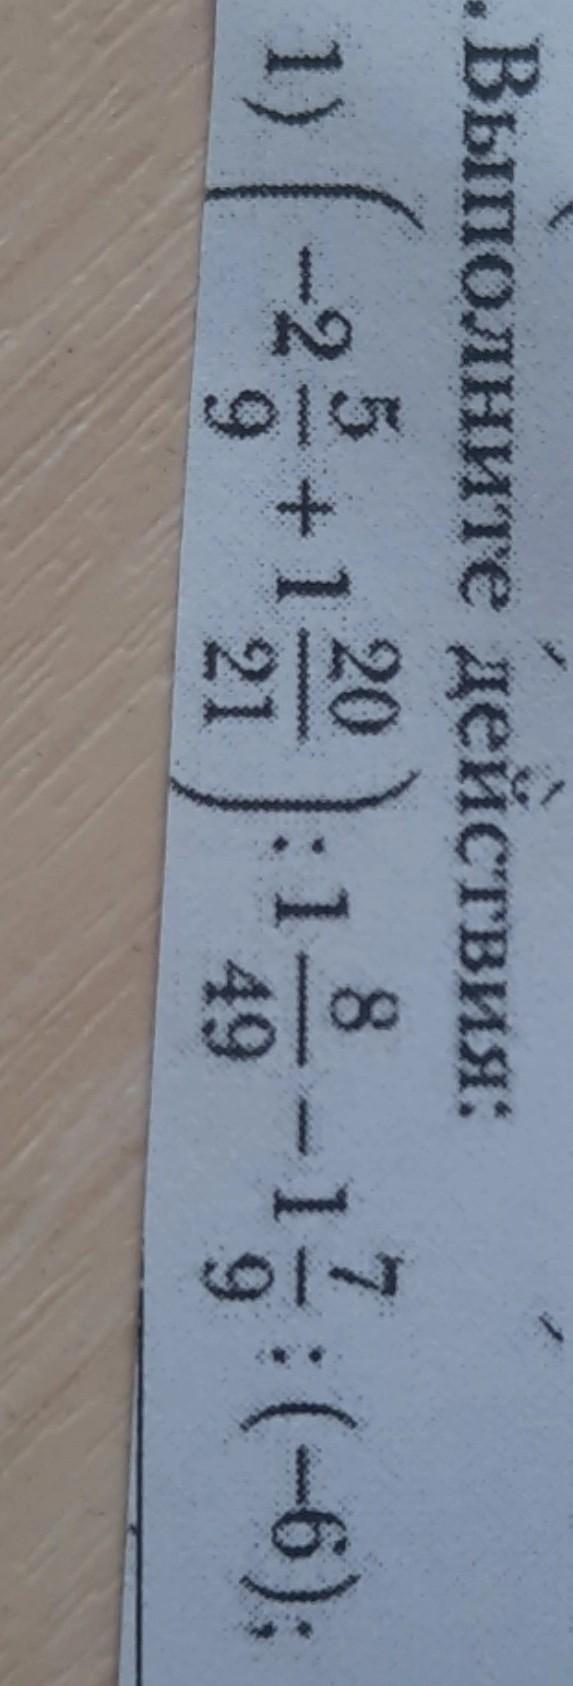 .Выполните действия:
1) (−2 5/9 + 1 20/21) : 1 8/49 − 1 7/9 : (−6);